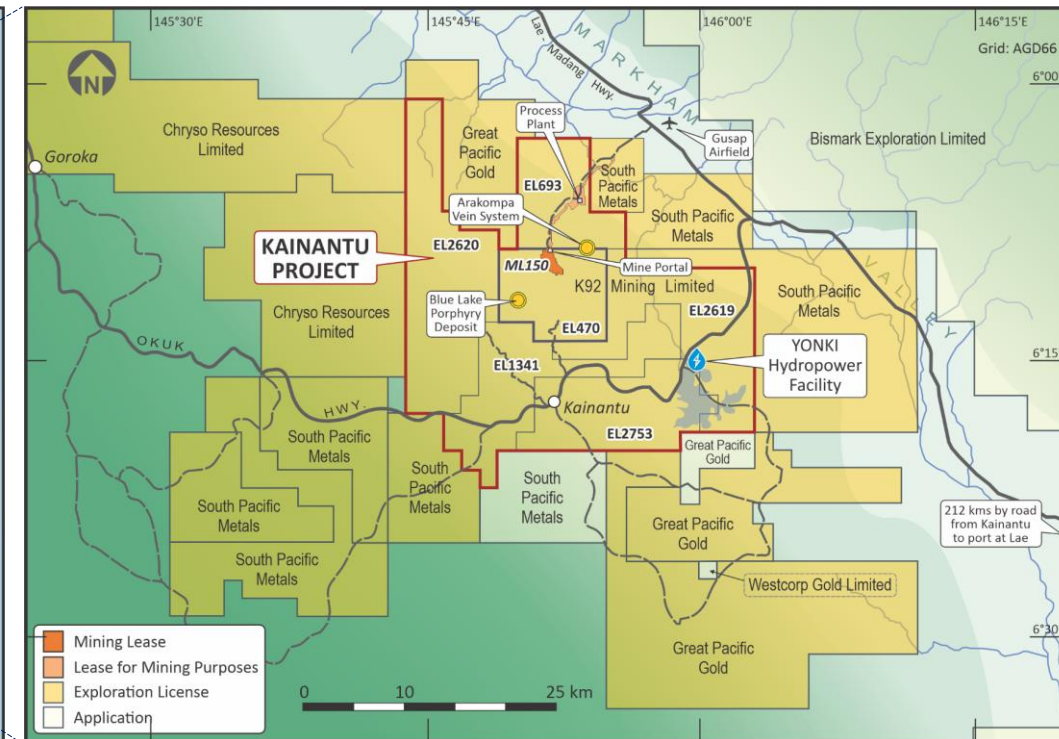 145°30'E
145°45'E
146°00'E
146°15'E
Grid: AGD66
6°00'
6°15'
6°30'
N
MARKHAM
VALLEY
Lae - Madang Hwy.
Chryso Resources
Limited
Goroka
Great
Pacific
Gold
Process
Plant
Gusap
Airfield
Bismark Exploration Limited
EL693
South
Pacific
Metals
Arakompa
Vein System
South Pacific
Metals
KAINANTU
PROJECT
EL2620
ML150
Mine Portal
K92 Mining Limited
Blue Lake
Porphyry
Deposit
EL2619
South Pacific
Metals
Chryso Resources
Limited
EL470
YONKI
Hydropower
Facility
OKUK
HWY.
EL1341
Kainantu
EL2753
South Pacific
Metals
Great Pacific
Gold
South
Pacific
Metals
South
Pacific
Metals
South Pacific
Metals
Great Pacific
Gold
212 kms by road
from Kainantu
to port at Lae
South Pacific
Metals
Westcorp Gold Limited
Great Pacific
Gold
Mining Lease
Lease for Mining Purposes
Exploration License
Application
0 10 25 km